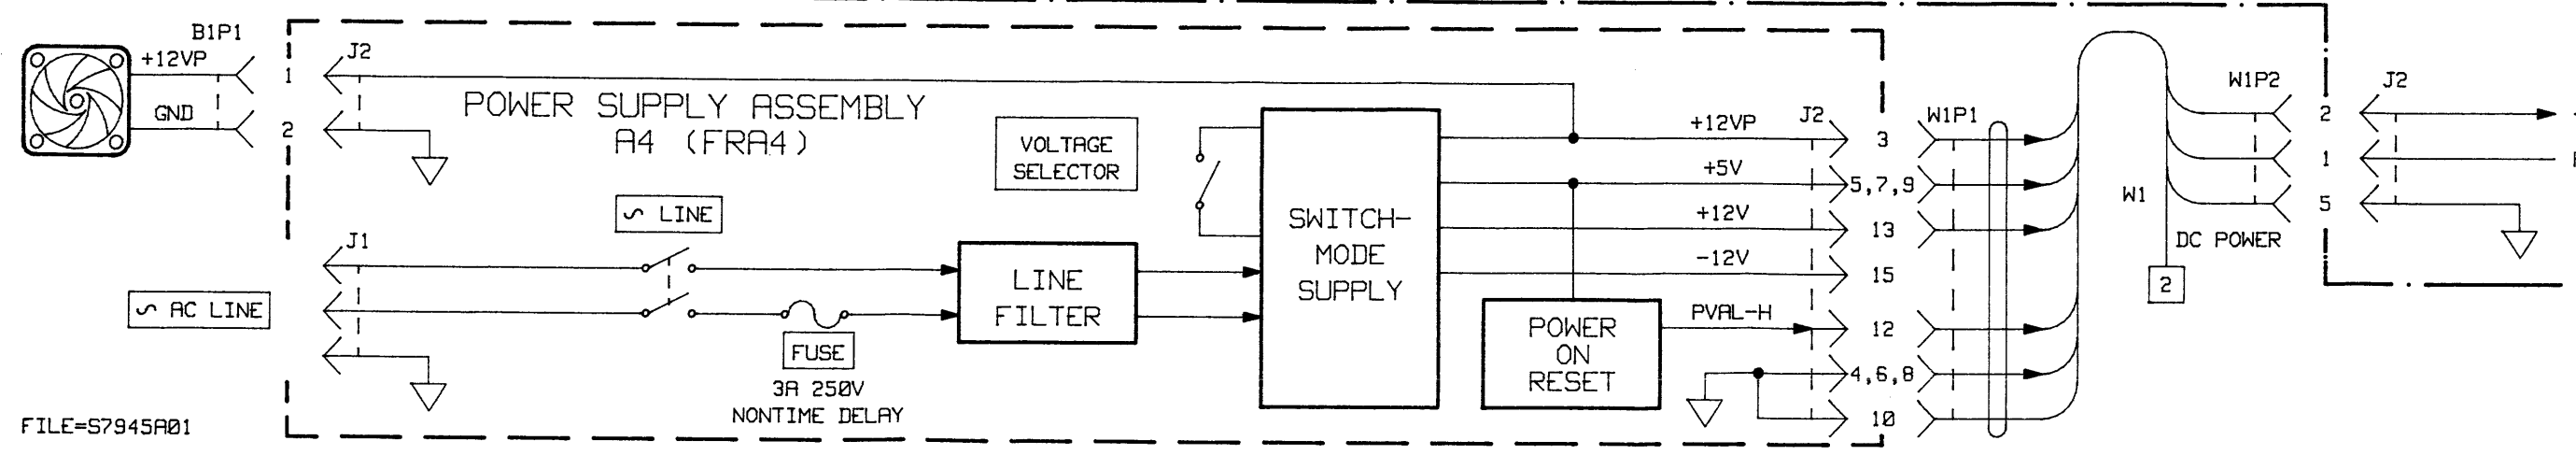 B1P1
+12VP
GND
1
2
J2
POWER SUPPLY ASSEMBLY
A4 (FRA4)
∿ LINE
J1
∿ AC LINE
FUSE
3A 250V
NONTIME DELAY
LINE
FILTER
VOLTAGE
SELECTOR
SWITCH-
MODE
SUPPLY
+12VP
+5V
+12V
-12V
PVAL-H
POWER
ON
RESET
J2
3
5,7,9
13
15
12
4,6,8
10
W1P1
W1
2
W1P2
2
1
5
DC POWER
J2
FILE=S7945A01